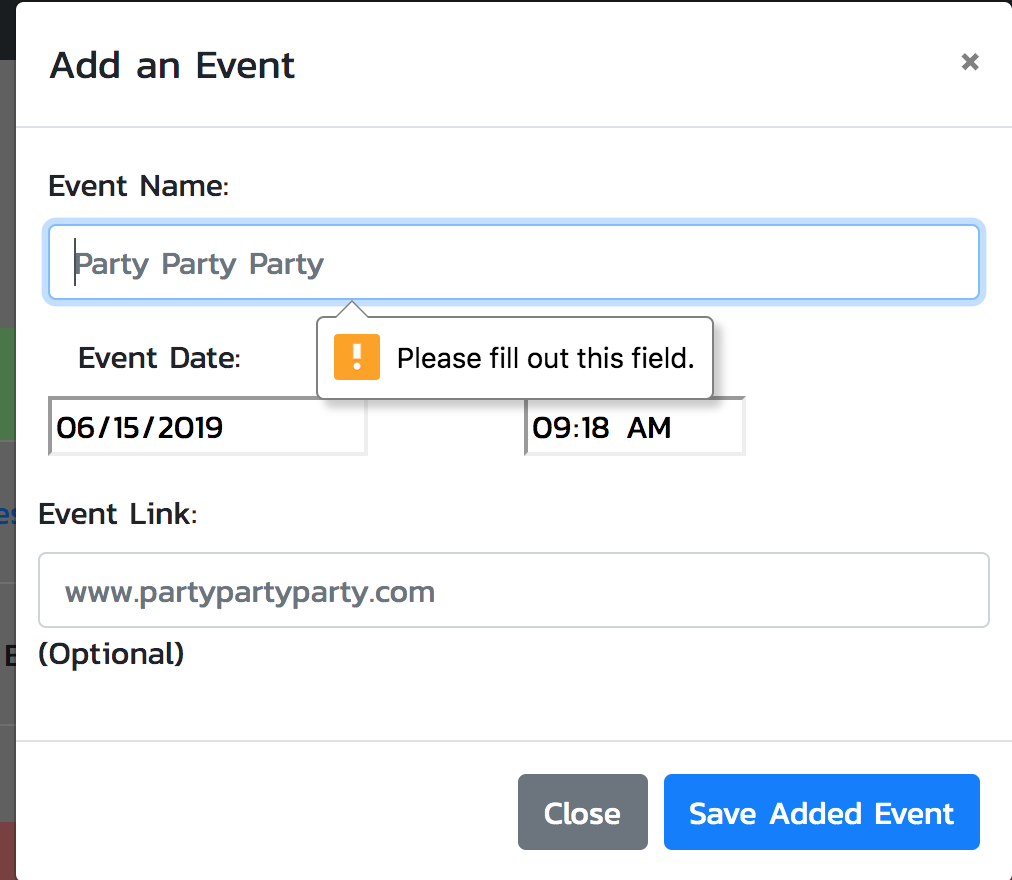 Add an Event ×
Event Name:
Party Party Party
Please fill out this field.
Event Date:
06/15/2019 09:18 AM
Event Link:
www.partypartyparty.com
(Optional)
Close Save Added Event
es
E